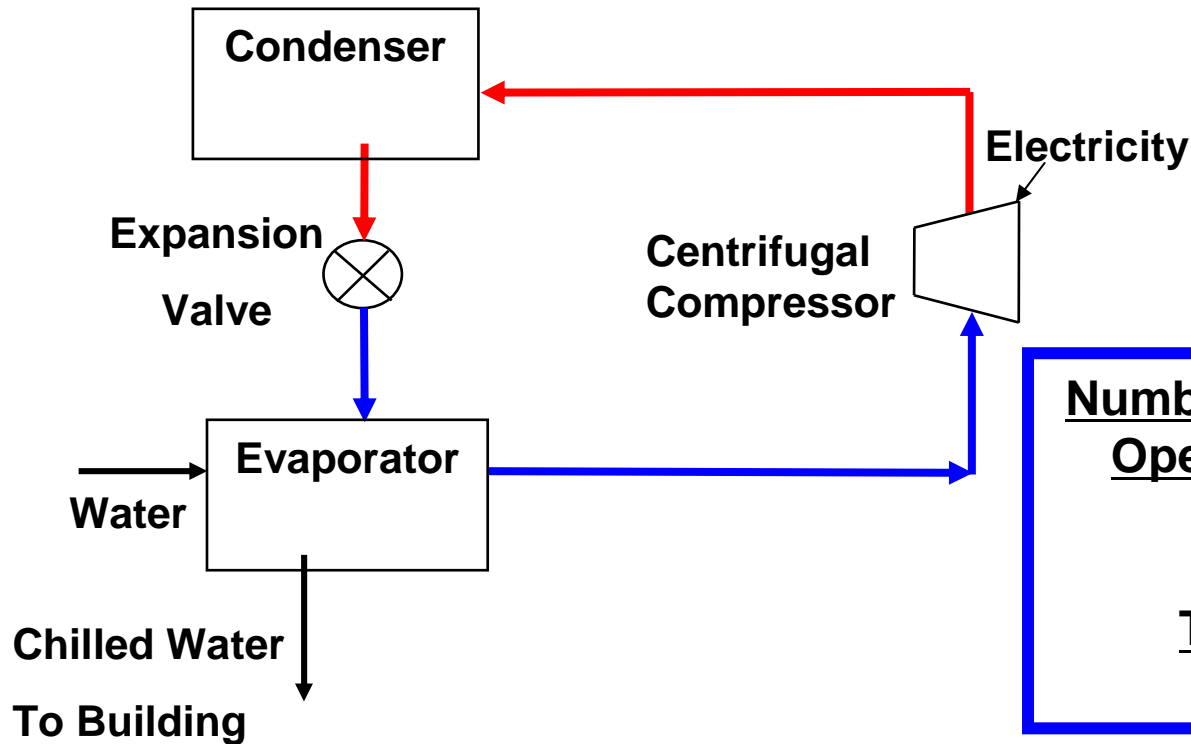 Condenser
Electricity
Expansion
Valve
Centrifugal
Compressor
Evaporator
Water
Chilled Water
To Building